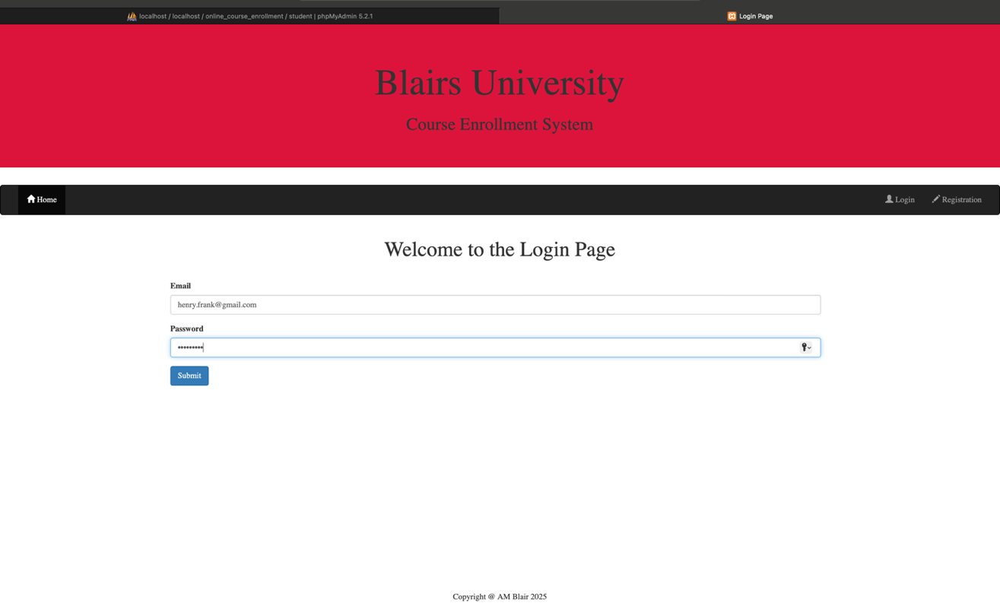 localhost / localhost / online_course_enrollment / student | phpMyAdmin 5.2.1
Login Page
Blairs University
Course Enrollment System
Home
Login
Registration
Welcome to the Login Page
Email
henry.frank@gmail.com
Password
•••••••••
Submit
Copyright @ AM Blair 2025